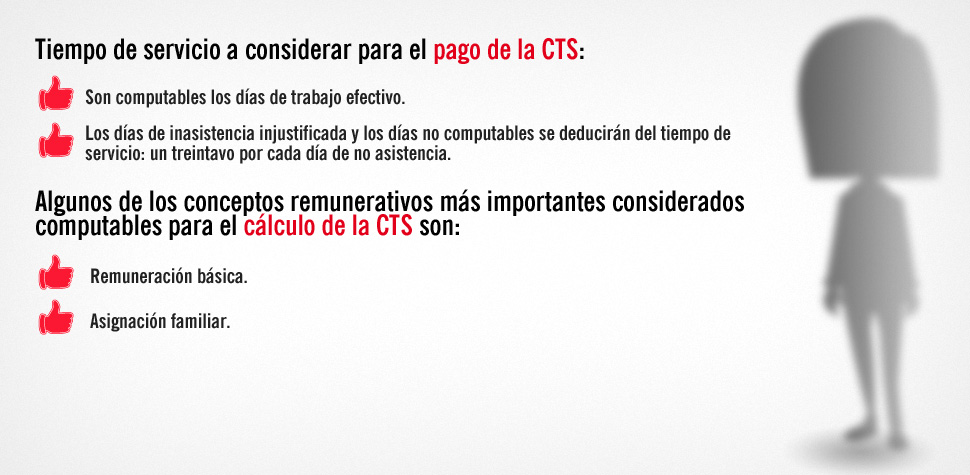 Tiempo de servicio a considerar para el pago de la CTS:
Son computables los días de trabajo efectivo.
Los días de inasistencia injustificada y los días no computables se deducirán del tiempo de
servicio: un treintavo por cada día de no asistencia.
Algunos de los conceptos remunerativos más importantes considerados
computables para el cálculo de la CTS son:
Remuneración básica.
Asignación familiar.